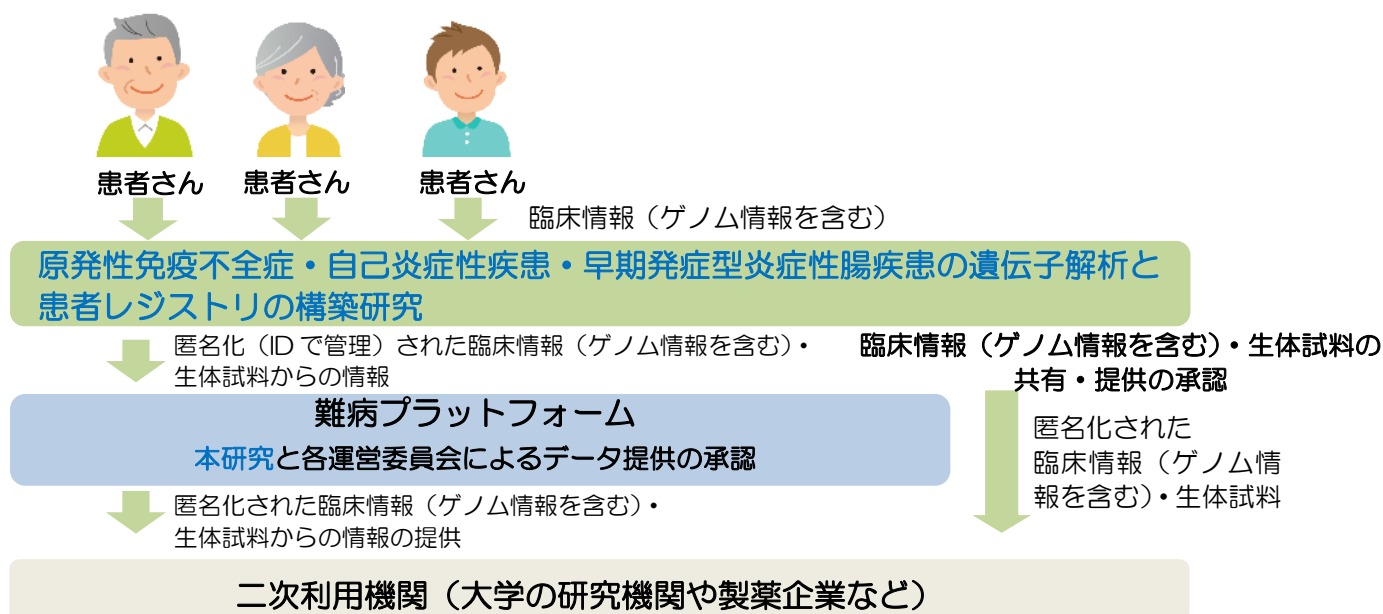 患者さん 患者さん 患者さん
臨床情報（ゲノム情報を含む）
原発性免疫不全症・自己炎症性疾患・早期発症型炎症性腸疾患の遺伝子解析と
患者レジストリの構築研究
匿名化（ID で管理）された臨床情報（ゲノム情報を含む）・
生体試料からの情報
臨床情報（ゲノム情報を含む）・生体試料の
共有・提供の承認
難病プラットフォーム
本研究と各運営委員会によるデータ提供の承認
匿名化された
臨床情報（ゲノム情
報を含む）・生体試料
匿名化された臨床情報（ゲノム情報を含む）・
生体試料からの情報の提供
二次利用機関（大学の研究機関や製薬企業など）